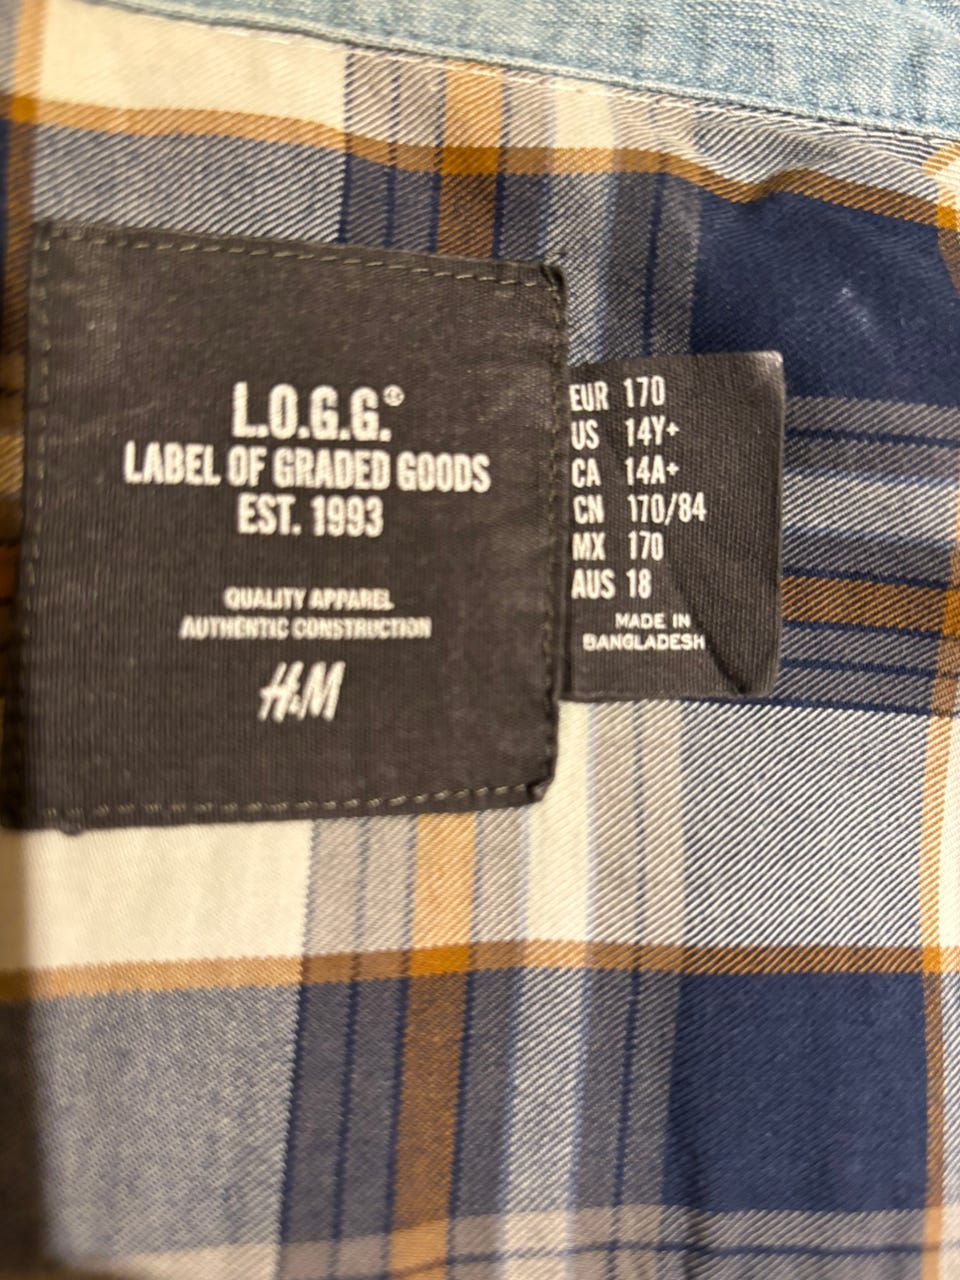 L.O.G.G.®
LABEL OF GRADED GOODS
EST. 1993
QUALITY APPAREL
AUTHENTIC CONSTRUCTION
H&M
EUR 170
US 14Y+
CA 14A+
CN 170/84
MX 170
AUS 18
MADE IN
BANGLADESH